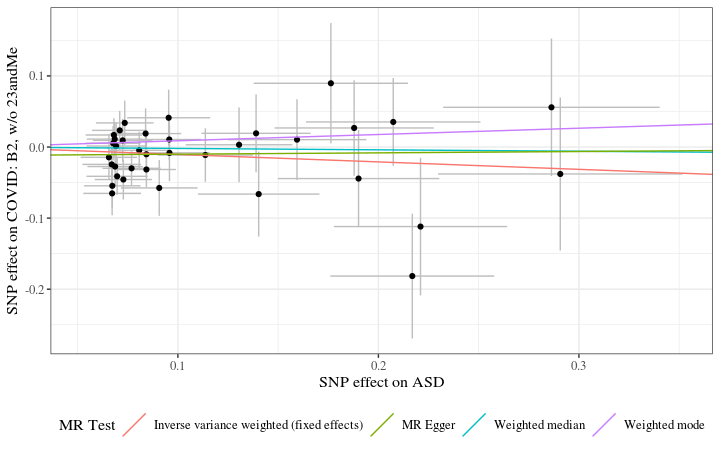 SNP effect on COVID: B2, w/o 23andMe
0.1
0.0
-0.1
-0.2
0.1 0.2 0.3
SNP effect on ASD
MR Test Inverse variance weighted (fixed effects) MR Egger Weighted median Weighted mode